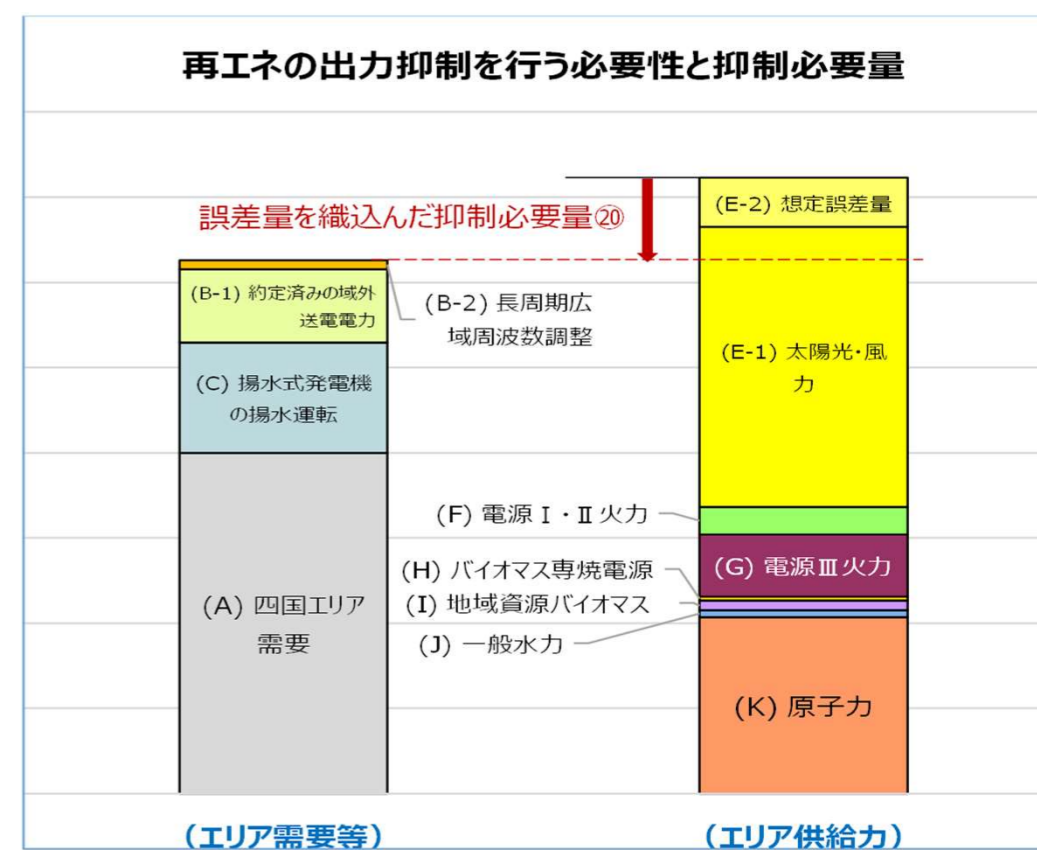 再エネの出力抑制を行う必要性と抑制必要量
誤差量を織込んだ抑制必要量⑳
(B-1) 約定済みの域外
送電電力
(B-2) 長周期広
域周波数調整
(C) 揚水式発電機
の揚水運転
(A) 四国エリア
需要
(E-2) 想定誤差量
(E-1) 太陽光・風
力
(F) 電源Ⅰ・Ⅱ火力
(G) 電源Ⅲ火力
(H) バイオマス専焼電源
(I) 地域資源バイオマス
(J) 一般水力
(K) 原子力
(エリア需要等)
(エリア供給力)